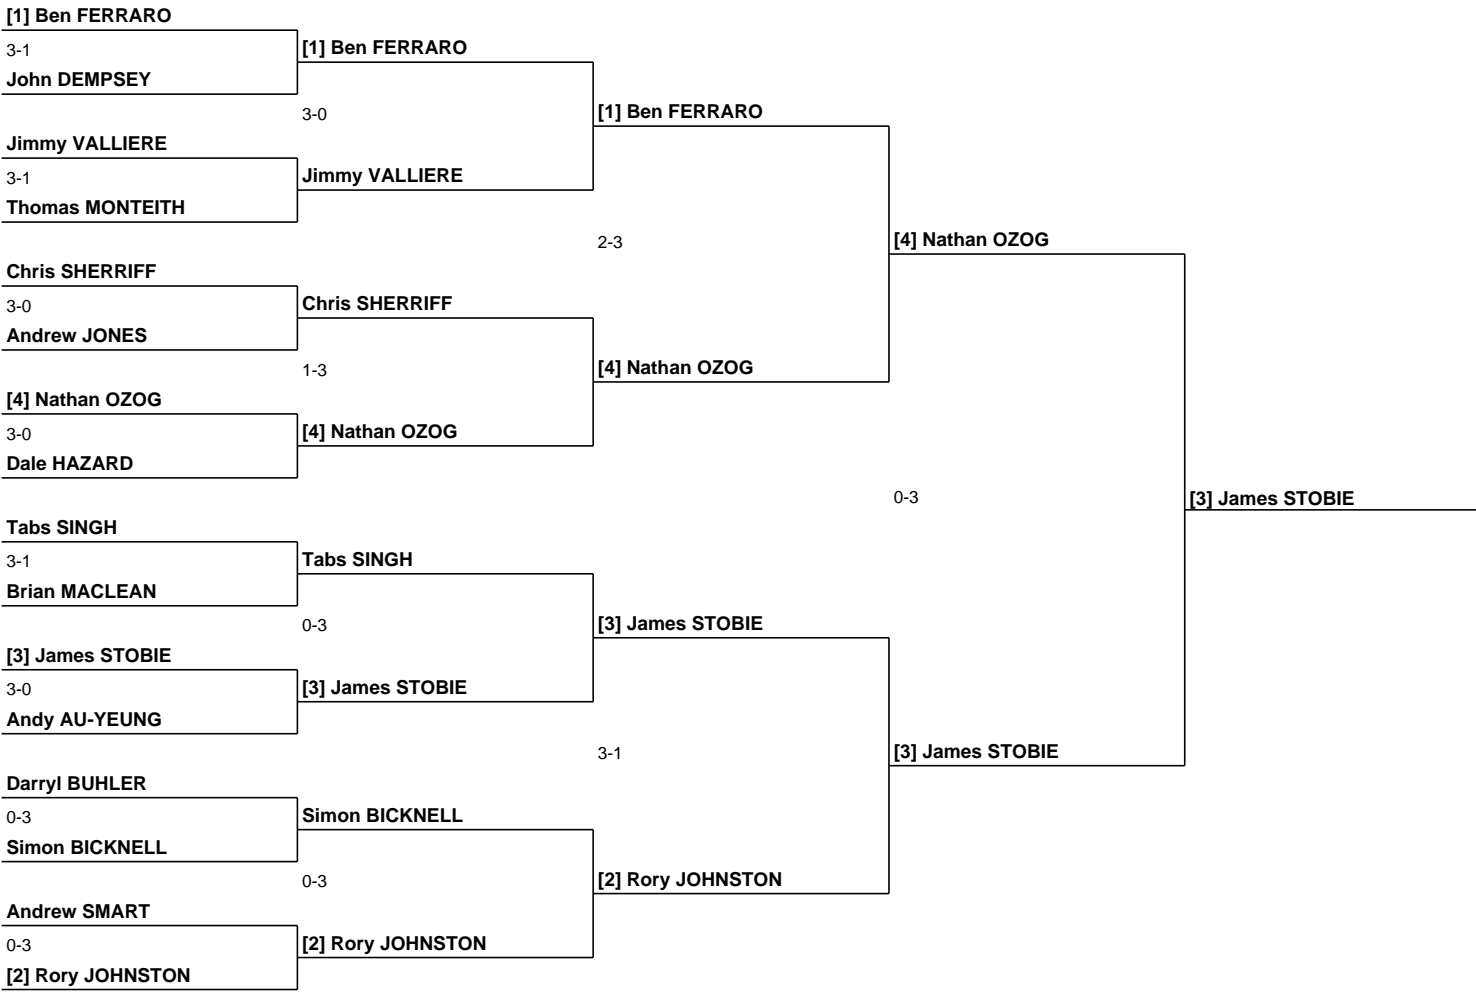 [1] Ben FERRARO
3-1
John DEMPSEY
Jimmy VALLIERE
3-1
Thomas MONTEITH
Chris SHERRIFF
3-0
Andrew JONES
[4] Nathan OZOG
3-0
Dale HAZARD
Tabs SINGH
3-1
Brian MACLEAN
[3] James STOBIE
3-0
Andy AU-YEUNG
Darryl BUHLER
0-3
Simon BICKNELL
Andrew SMART
0-3
[2] Rory JOHNSTON
[1] Ben FERRARO
3-0
Jimmy VALLIERE
Chris SHERRIFF
1-3
[4] Nathan OZOG
Tabs SINGH
0-3
[3] James STOBIE
Simon BICKNELL
0-3
[2] Rory JOHNSTON
[1] Ben FERRARO
2-3
[4] Nathan OZOG
[3] James STOBIE
3-1
[2] Rory JOHNSTON
[4] Nathan OZOG
0-3
[3] James STOBIE
[3] James STOBIE